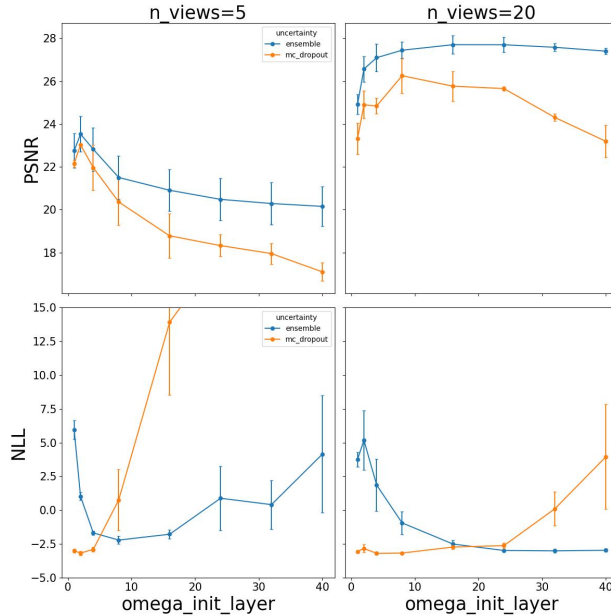 n_views=5
n_views=20
28
26
24
22
20
18
PSNR
uncertainty
ensemble
mc_dropout
15.0
12.5
10.0
7.5
5.0
2.5
0.0
−2.5
−5.0
NLL
uncertainty
ensemble
mc_dropout
0 10 20 30 40
0 10 20 30 40
omega_init_layer
omega_init_layer